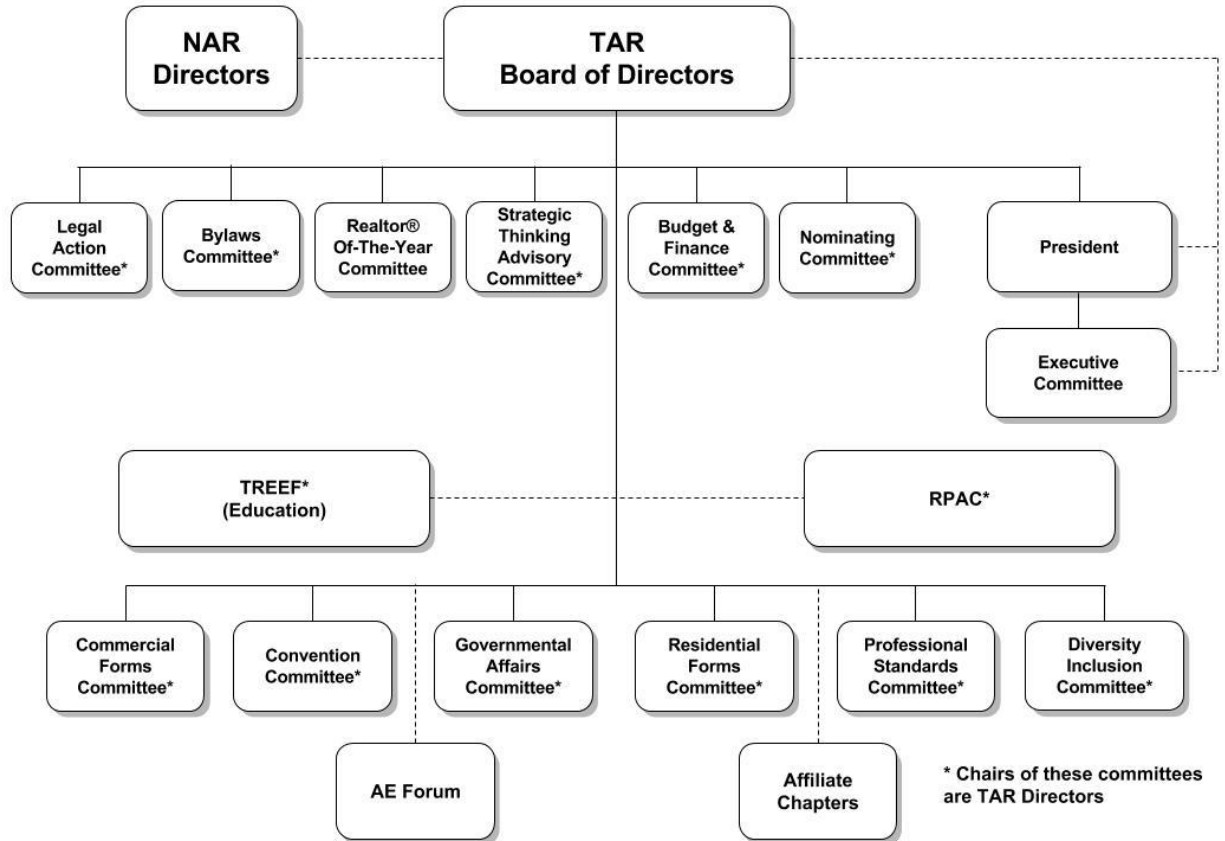 NAR
Directors
TAR
Board of Directors
Legal
Action
Committee*
Bylaws
Committee*
Realtor®
Of-The-Year
Committee
Strategic
Thinking
Advisory
Committee*
Budget &
Finance
Committee*
Nominating
Committee*
President
Executive
Committee
TREEF*
(Education)
RPAC*
Commercial
Forms
Committee*
Convention
Committee*
Governmental
Affairs
Committee*
Residential
Forms
Committee*
Professional
Standards
Committee*
Diversity
Inclusion
Committee*
AE Forum
Affiliate
Chapters
* Chairs of these committees
are TAR Directors